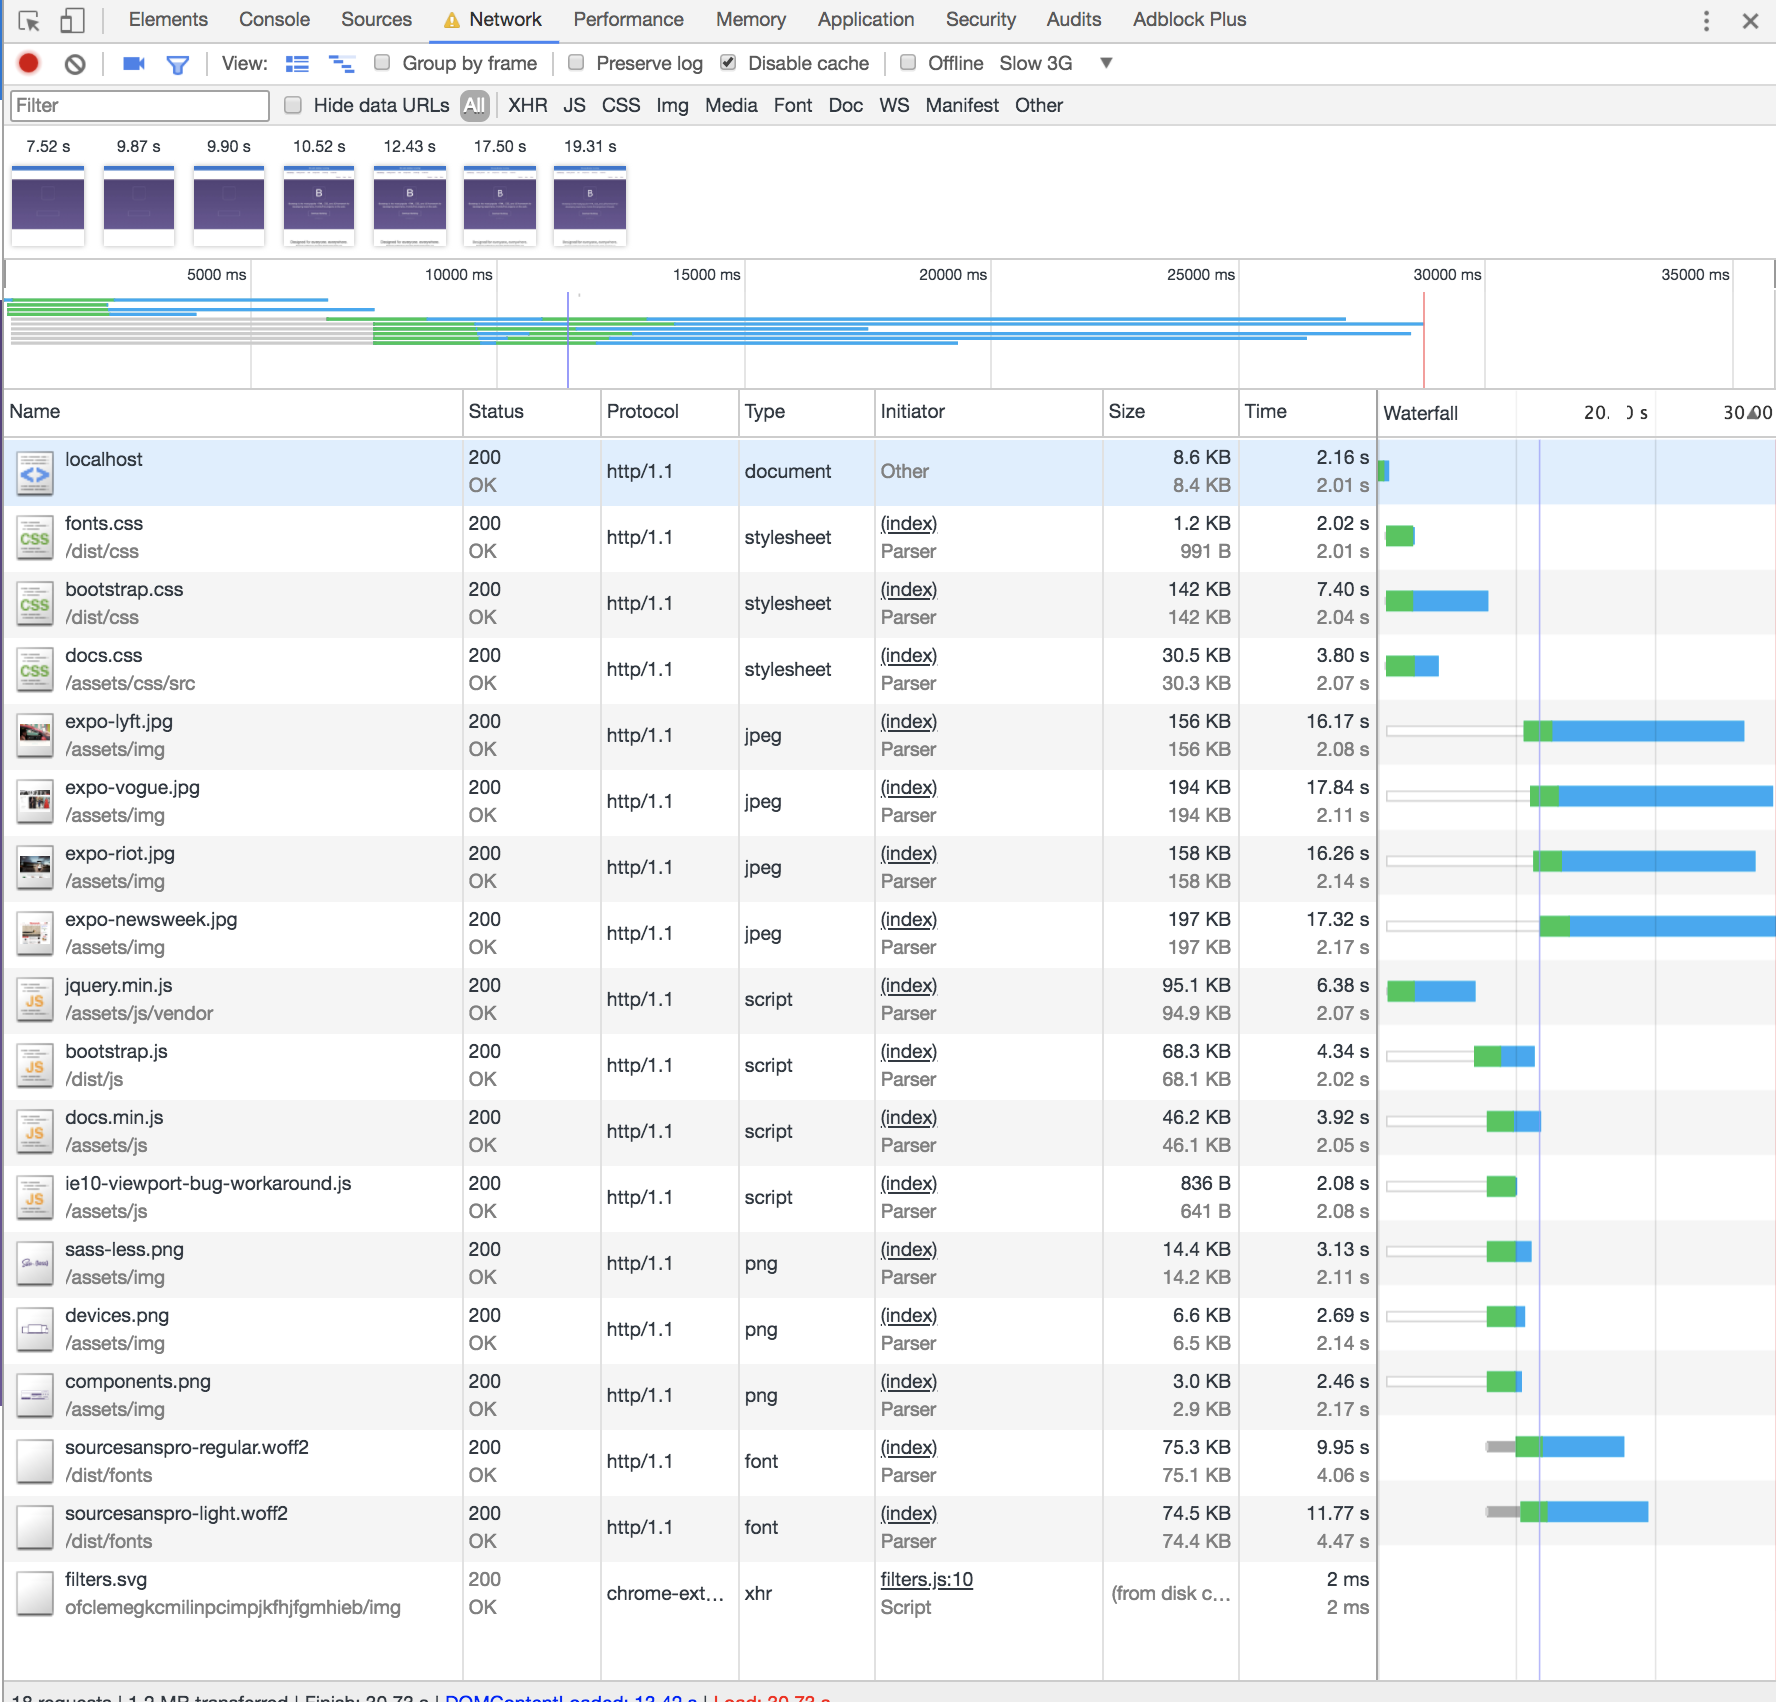 Elements Console Sources Network Performance Memory Application Security Audits Adblock Plus
View: Group by frame Preserve log Disable cache Offline Slow 3G
Filter Hide data URLs All XHR JS CSS Img Media Font Doc WS Manifest Other
7.52 s 9.87 s 9.90 s 10.52 s 12.43 s 17.50 s 19.31 s
5000 ms 10000 ms 15000 ms 20000 ms 25000 ms 30000 ms 35000 ms
Name Status Protocol Type Initiator Size Time Waterfall
localhost 200 OK http/1.1 document Other 8.6 KB 8.4 KB 2.16 s 2.01 s
fonts.css /dist/css 200 OK http/1.1 stylesheet (index) Parser 1.2 KB 991 B 2.02 s 2.01 s
bootstrap.css /dist/css 200 OK http/1.1 stylesheet (index) Parser 142 KB 142 KB 7.40 s 2.04 s
docs.css /assets/css/src 200 OK http/1.1 stylesheet (index) Parser 30.5 KB 30.3 KB 3.80 s 2.07 s
expo-lyft.jpg /assets/img 200 OK http/1.1 jpeg (index) Parser 156 KB 156 KB 16.17 s 2.08 s
expo-vogue.jpg /assets/img 200 OK http/1.1 jpeg (index) Parser 194 KB 194 KB 17.84 s 2.11 s
expo-riot.jpg /assets/img 200 OK http/1.1 jpeg (index) Parser 158 KB 158 KB 16.26 s 2.14 s
expo-newsweek.jpg /assets/img 200 OK http/1.1 jpeg (index) Parser 197 KB 197 KB 17.32 s 2.17 s
jquery.min.js /assets/js/vendor 200 OK http/1.1 script (index) Parser 95.1 KB 94.9 KB 6.38 s 2.07 s
bootstrap.js /dist/js 200 OK http/1.1 script (index) Parser 68.3 KB 68.1 KB 4.34 s 2.02 s
docs.min.js /assets/js 200 OK http/1.1 script (index) Parser 46.2 KB 46.1 KB 3.92 s 2.05 s
ie10-viewport-bug-workaround.js /assets/js 200 OK http/1.1 script (index) Parser 836 B 641 B 2.08 s 2.08 s
sass-less.png /assets/img 200 OK http/1.1 png (index) Parser 14.4 KB 14.2 KB 3.13 s 2.11 s
devices.png /assets/img 200 OK http/1.1 png (index) Parser 6.6 KB 6.5 KB 2.69 s 2.14 s
components.png /assets/img 200 OK http/1.1 png (index) Parser 3.0 KB 2.9 KB 2.46 s 2.17 s
sourcesanspro-regular.woff2 /dist/fonts 200 OK http/1.1 font (index) Parser 75.3 KB 75.1 KB 9.95 s 4.06 s
sourcesanspro-light.woff2 /dist/fonts 200 OK http/1.1 font (index) Parser 74.5 KB 74.4 KB 11.77 s 4.47 s
filters.svg ofclemegkcmilinpcimpjkfhjfgmhieb/img 200 OK chrome-ext... xhr filters.js:10 Script (from disk c... 2 ms 2 ms
18 requests | 1.2 MB transferred | Finish: 30.73 s | DOMContentLoaded: 13.42 s | Load: 30.73 s